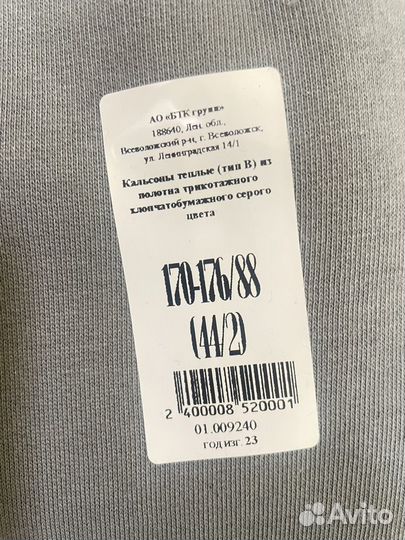 АО «БТК групп»
188640, Лен. обл.,
Всеволожский р-н, г. Всеволожск,
ул. Ленинградская 14/1
Кальсоны теплые (тип В) из
полотна трикотажного
хлопчатобумажного серого
цвета
170-176/88
(44/2)
2 400008 520001
01.009240
год изг. 23
Avito